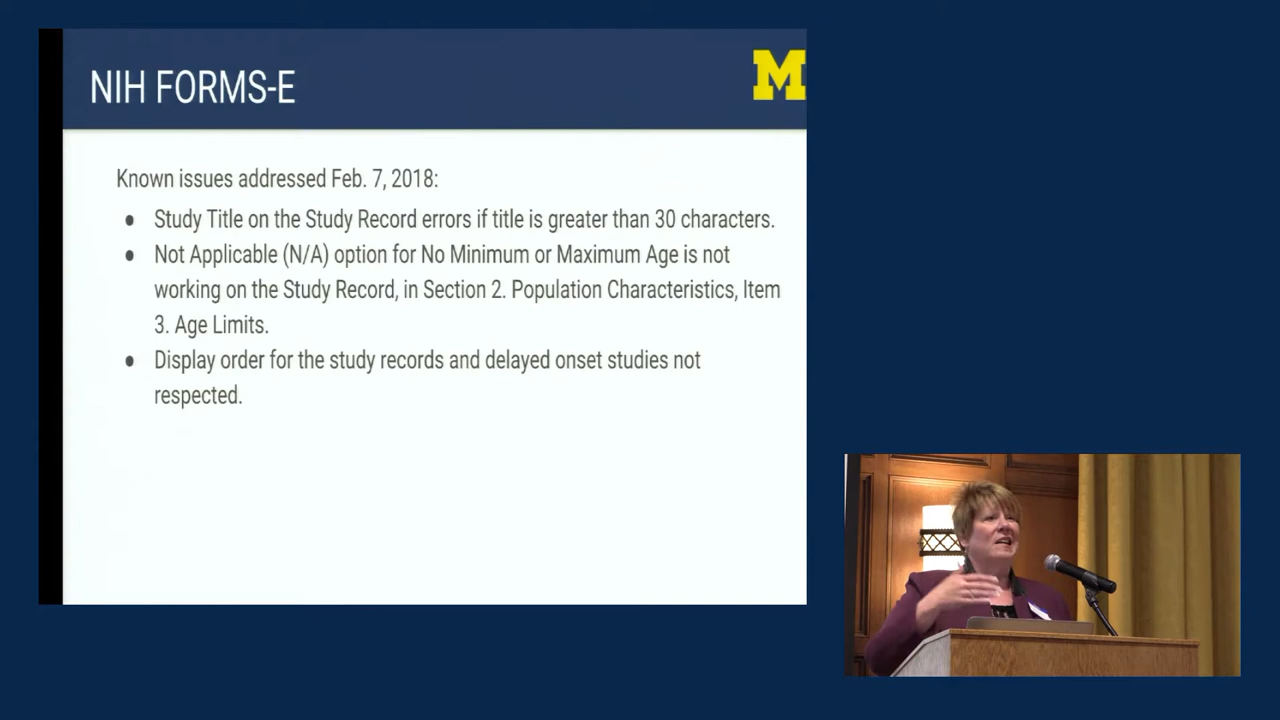 NIH FORMS-E
M
Known issues addressed Feb. 7, 2018:
● Study Title on the Study Record errors if title is greater than 30 characters.
● Not Applicable (N/A) option for No Minimum or Maximum Age is not
working on the Study Record, in Section 2. Population Characteristics, Item
3. Age Limits.
● Display order for the study records and delayed onset studies not
respected.